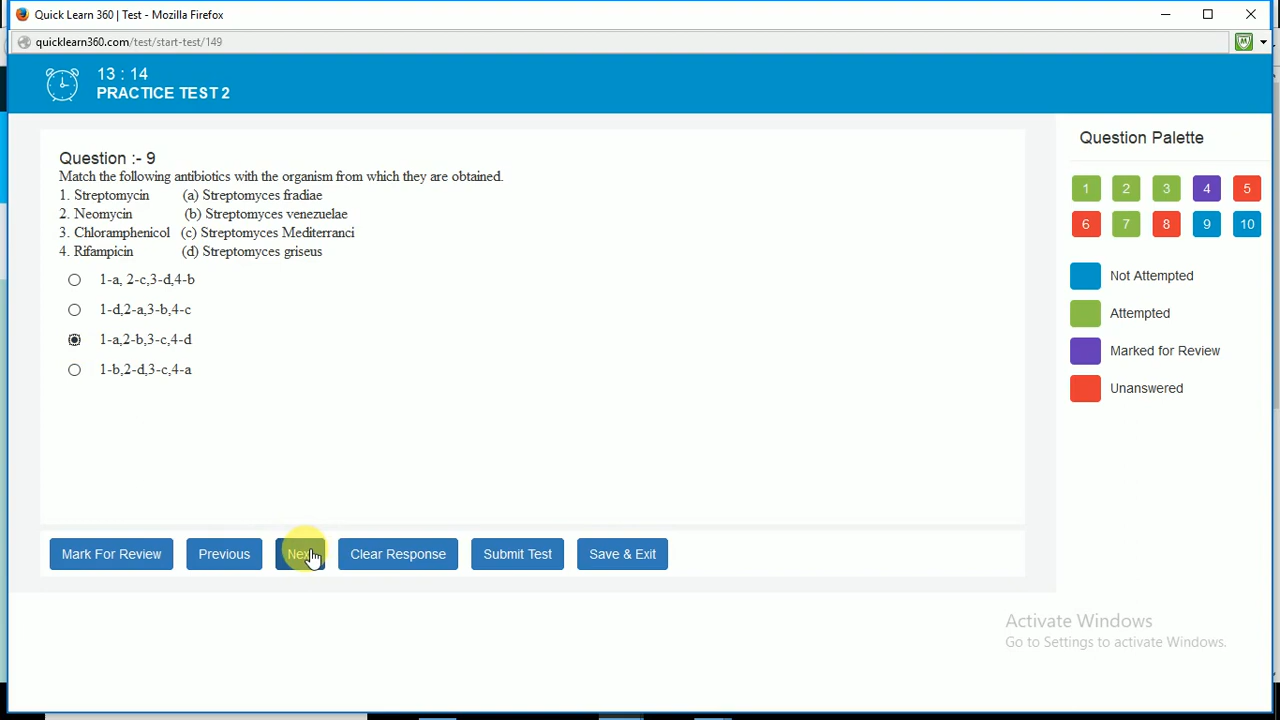 Quick Learn 360 | Test - Mozilla Firefox
quicklearn360.com/test/start-test/149
13 : 14
PRACTICE TEST 2
Question :- 9
Match the following antibiotics with the organism from which they are obtained.
1. Streptomycin (a) Streptomyces fradiae
2. Neomycin (b) Streptomyces venezuelae
3. Chloramphenicol (c) Streptomyces Mediterranci
4. Rifampicin (d) Streptomyces griseus
1-a, 2-c,3-d,4-b
1-d,2-a,3-b,4-c
1-a,2-b,3-c,4-d
1-b,2-d,3-c,4-a
Mark For Review Previous Next Clear Response Submit Test Save & Exit
Question Palette
1 2 3 4 5
6 7 8 9 10
Not Attempted
Attempted
Marked for Review
Unanswered
Activate Windows
Go to Settings to activate Windows.